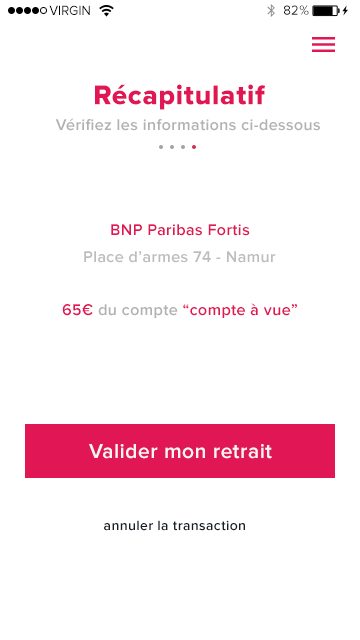 VIRGIN 82%
Récapitulatif
Vérifiez les informations ci-dessous
BNP Paribas Fortis
Place d’armes 74 - Namur
65€ du compte “compte à vue”
Valider mon retrait
annuler la transaction